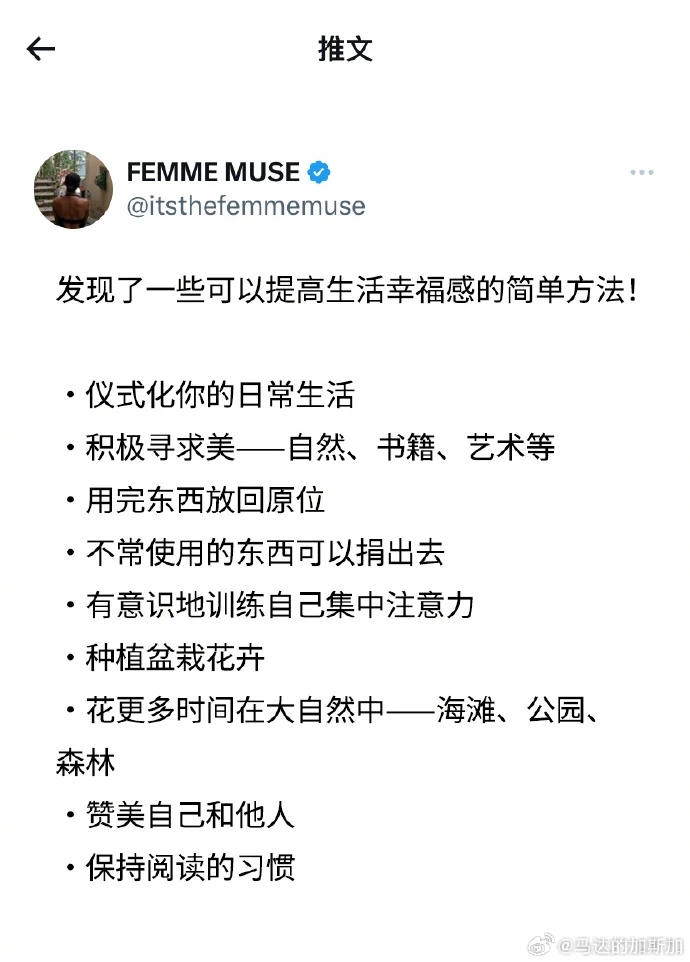 推文
FEMME MUSE
@itsthefemmemuse
发现了一些可以提高生活幸福感的简单方法！
·仪式化你的日常生活
·积极寻求美——自然、书籍、艺术等
·用完东西放回原位
·不常使用的东西可以捐出去
·有意识地训练自己集中注意力
·种植盆栽花卉
·花更多时间在大自然中——海滩、公园、
森林
·赞美自己和他人
·保持阅读的习惯
@马达的加斯加